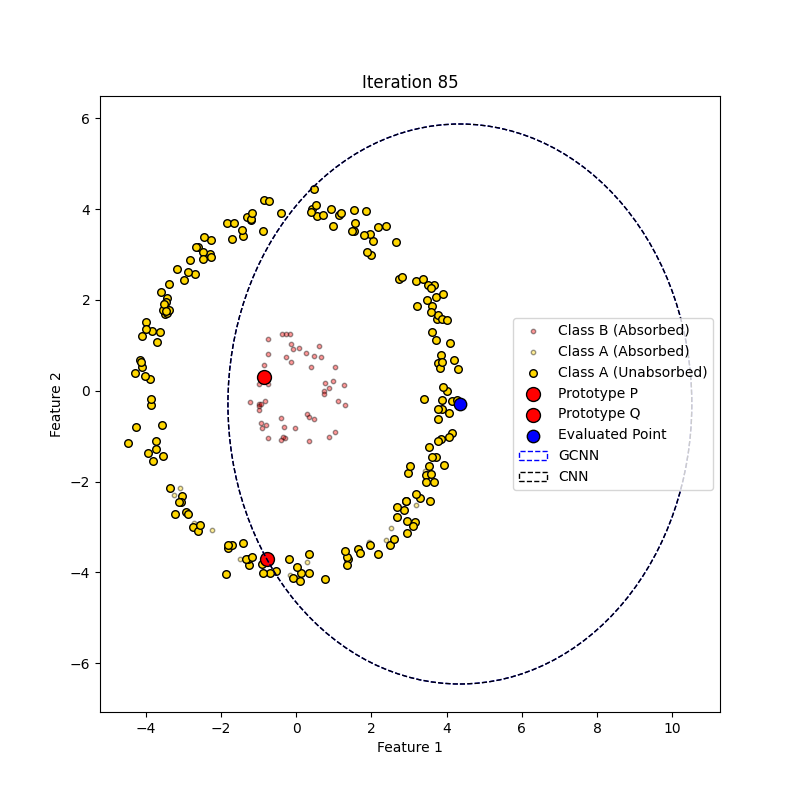 Iteration 85
6
4
2
0
−2
−4
−6
Feature 2
Class B (Absorbed)
Class A (Absorbed)
Class A (Unabsorbed)
Prototype P
Prototype Q
Evaluated Point
GCNN
CNN
−4
−2
0
2
4
6
8
10
Feature 1